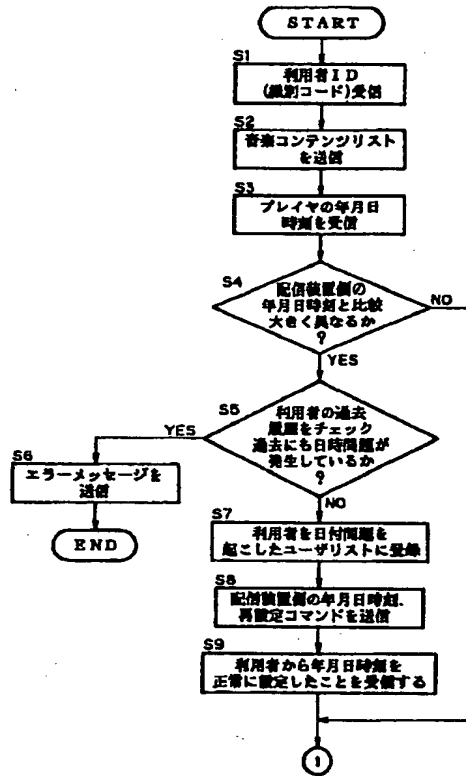 START
S1
利用者ID
(識別コード)受信
S2
音楽コンテンツリスト
を送信
S3
プレイヤの年月日
時刻を受信
S4
配信装置側の
年月日時刻と比較
大きく異なるか
?
NO
YES
S5
利用者の過去
履歴をチェック
過去にも日時問題が
発生しているか
?
YES
S6
エラーメッセージを
送信
END
NO
S7
利用者を日付問題を
起こしたユーザリストに登録
S8
配信装置側の年月日時刻,
再設定コマンドを送信
S9
利用者から年月日時刻を
正常に設定したことを受信する
1